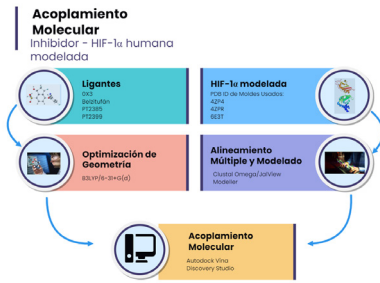 Acoplamiento
Molecular
Inhibidor - HIF-1α humana
modelada
Ligantes
0X3
Belzitufán
PT2385
PT2399
HIF-1α modelada
PDB ID de Moldes Usados:
4ZP4
4ZPR
6E3T
Optimización de
Geometría
B3LYP/6-31+G(d)
Alineamiento
Múltiple y Modelado
Clustal Omega/JalView
Modeller
Acoplamiento
Molecular
Autodock Vina
Discovery Studio